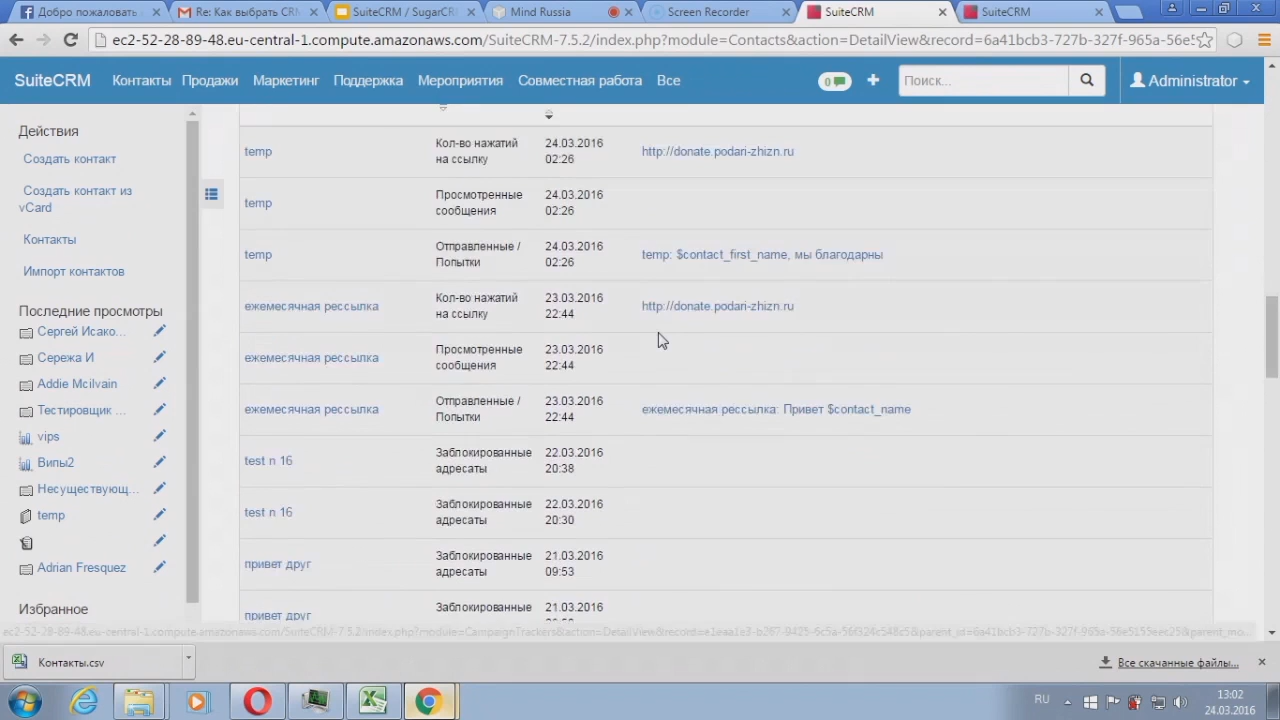 Добро пожаловать
Re: Как выбрать CRM
SuiteCRM / SugarCR
Mind Russia
Screen Recorder
SuiteCRM
SuiteCRM
ec2-52-28-89-48.eu-central-1.compute.amazonaws.com/SuiteCRM-7.5.2/index.php?module=Contacts&action=DetailView&record=6a41bcb3-727b-327f-965a-56e5
SuiteCRM
Контакты
Продажи
Маркетинг
Поддержка
Мероприятия
Совместная работа
Все
0
Поиск...
Administrator
Действия
Создать контакт
Создать контакт из
vCard
Контакты
Импорт контактов
Последние просмотры
Сергей Исако...
Сережа И
Addie Mcilvain
Тестировщик ...
vips
Випы2
Несуществующ...
temp
Adrian Fresquez
Избранное
temp
Кол-во нажатий
на ссылку
24.03.2016
02:26
http://donate.podari-zhizn.ru
temp
Просмотренные
сообщения
24.03.2016
02:26
temp
Отправленные /
Попытки
24.03.2016
02:26
temp: $contact_first_name, мы благодарны
ежемесячная рассылка
Кол-во нажатий
на ссылку
23.03.2016
22:44
http://donate.podari-zhizn.ru
ежемесячная рассылка
Просмотренные
сообщения
23.03.2016
22:44
ежемесячная рассылка
Отправленные /
Попытки
23.03.2016
22:44
ежемесячная рассылка: Привет $contact_name
test n 16
Заблокированные
адресаты
22.03.2016
20:38
test n 16
Заблокированные
адресаты
22.03.2016
20:30
привет друг
Заблокированные
адресаты
21.03.2016
09:53
привет друг
Заблокированные
21.03.2016
Контакты.csv
Все скачанные файлы...
RU
13:02
24.03.2016